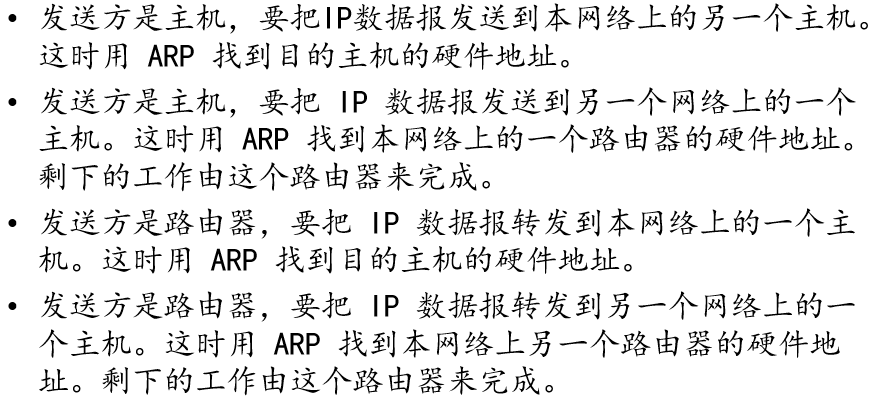 • 发送方是主机，要把IP数据报发送到本网络上的另一个主机。
这时用 ARP 找到目的主机的硬件地址。
• 发送方是主机，要把 IP 数据报发送到另一个网络上的一个
主机。这时用 ARP 找到本网络上的一个路由器的硬件地址。
剩下的工作由这个路由器来完成。
• 发送方是路由器，要把 IP 数据报转发到本网络上的一个主
机。这时用 ARP 找到目的主机的硬件地址。
• 发送方是路由器，要把 IP 数据报转发到另一个网络上的一
个主机。这时用 ARP 找到本网络上另一个路由器的硬件地
址。剩下的工作由这个路由器来完成。